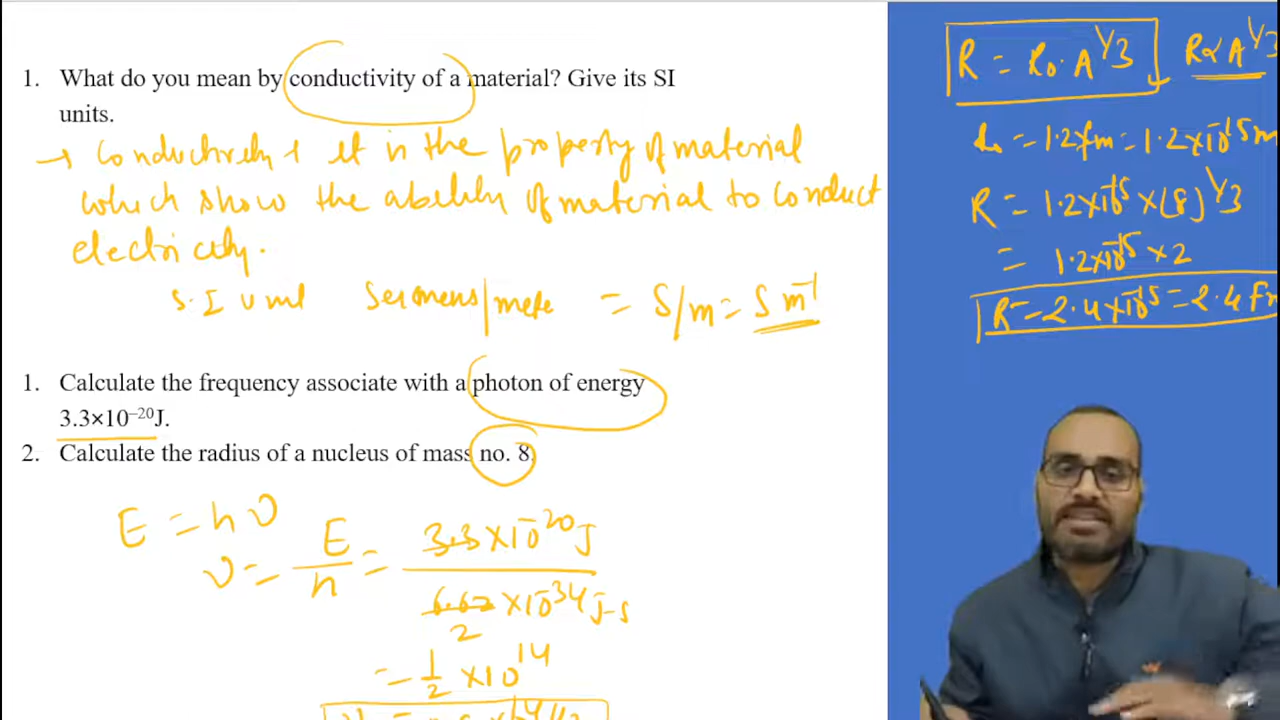 1. What do you mean by conductivity of a material? Give its SI
units.
→ Conductivity → It is the property of material
which show the ability of material to conduct
electricity.
S.I unit Seimens/mete = S/m = S m⁻¹
1. Calculate the frequency associate with a photon of energy
3.3×10⁻²⁰J.
2. Calculate the radius of a nucleus of mass no. 8.
E = hν
ν = E/h = 3.3×10⁻²⁰J / 6.62×10⁻³⁴J-s
2
= 1/2 ×10¹⁴
R = R₀.A^1/3 R∝A^1/3
R₀ = 1.2fm = 1.2×10⁻¹⁵m
R = 1.2×10⁻¹⁵×(8)^1/3
= 1.2×10⁻¹⁵×2
R = 2.4×10⁻¹⁵ = 2.4 Fm